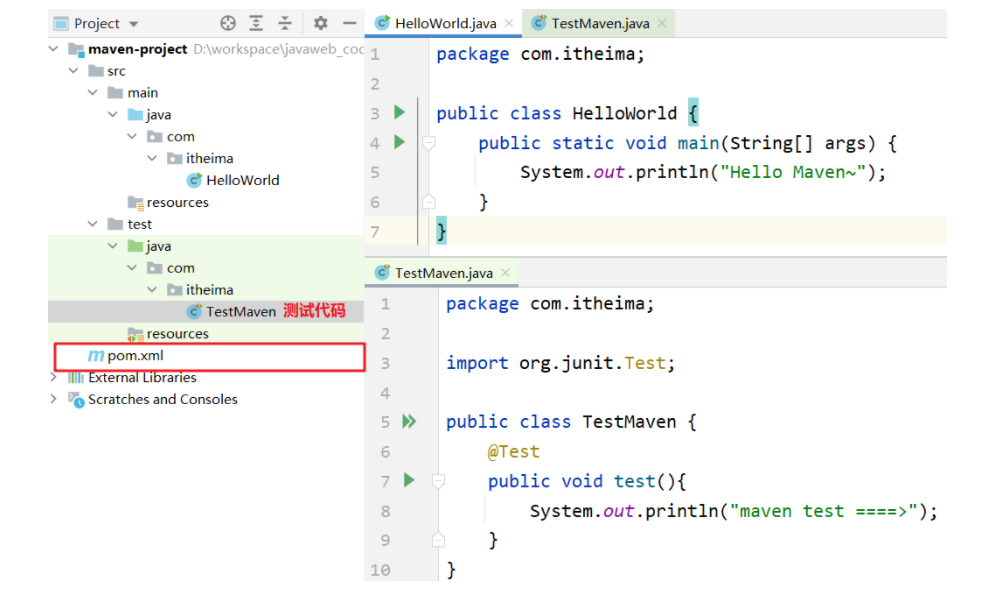 Project
maven-project D:\workspace\javaweb_coc
src
main
java
com
itheima
HelloWorld
resources
test
java
com
itheima
TestMaven 测试代码
resources
pom.xml
External Libraries
Scratches and Consoles
HelloWorld.java TestMaven.java
1 package com.itheima;
2
3 public class HelloWorld {
4 public static void main(String[] args) {
5 System.out.println("Hello Maven~");
6 }
7 }
TestMaven.java
1 package com.itheima;
2
3 import org.junit.Test;
4
5 public class TestMaven {
6 @Test
7 public void test(){
8 System.out.println("maven test ====>");
9 }
10 }